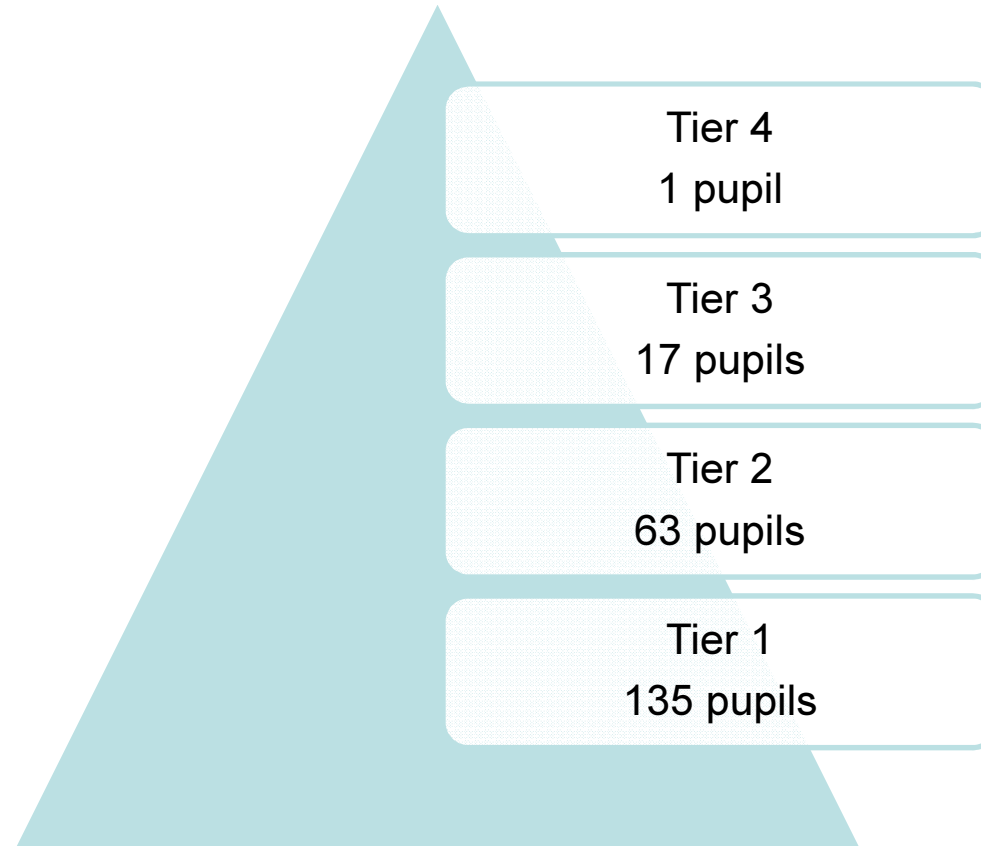 Tier 4
1 pupil
Tier 3
17 pupils
Tier 2
63 pupils
Tier 1
135 pupils